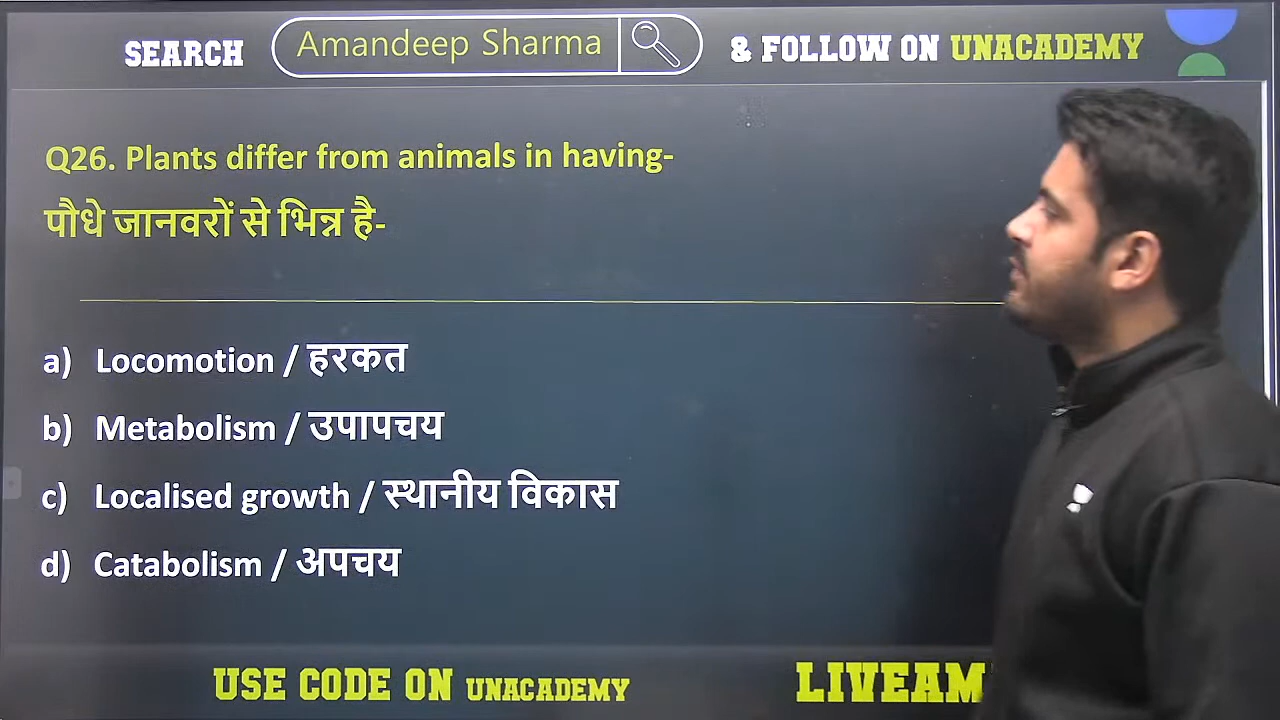 SEARCH Amandeep Sharma & FOLLOW ON UNACADEMY
Q26. Plants differ from animals in having-
पौधे जानवरों से भिन्न है-
a) Locomotion / हरकत
b) Metabolism / उपापचय
c) Localised growth / स्थानीय विकास
d) Catabolism / अपचय
USE CODE ON UNACADEMY LIVEAM